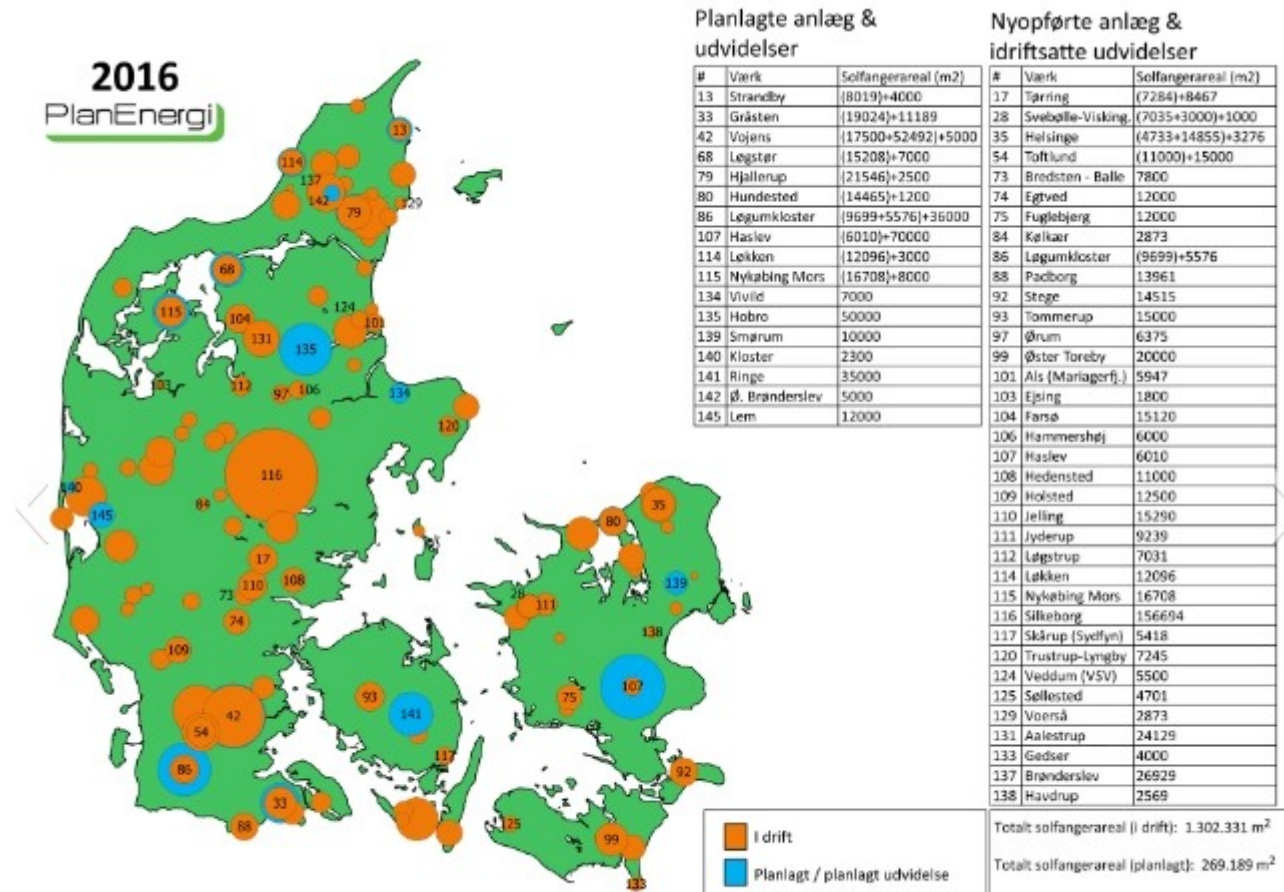 2016
PlanEnergi
Planlagte anlæg &
udvidelser
# Værk Solfangerareal (m2)
13 Strandby (8019)+4000
33 Gråsten (19024)+11189
42 Vojens (17500+52492)+5000
68 Løgstør (15208)+7000
79 Hjallerup (21546)+2500
80 Hundested (14465)+1200
86 Løgumkloster (9699+5576)+36000
107 Haslev (6010)+70000
114 Løkken (12096)+3000
115 Nykøbing Mors (16708)+8000
134 Vivild 7000
135 Hobro 50000
139 Smørum 10000
140 Kloster 2300
141 Ringe 35000
142 Ø. Brønderslev 5000
145 Lem 12000
Nyopførte anlæg &
idriftsatte udvidelser
# Værk Solfangerareal (m2)
17 Tørring (7284)+8467
28 Svebølle-Visking. (7035+3000)+1000
35 Helsinge (4733+14855)+3276
54 Toftlund (11000)+15000
73 Bredsten - Balle 7800
74 Egtved 12000
75 Fuglebjerg 12000
84 Kølkær 2873
86 Løgumkloster (9699)+5576
88 Padborg 13961
92 Stege 14515
93 Tommerup 15000
97 Ørum 6375
99 Øster Toreby 20000
101 Als (Mariagerfj.) 5947
103 Ejsing 1800
104 Farsø 15120
106 Hammershøj 6000
107 Haslev 6010
108 Hedensted 11000
109 Holsted 12500
110 Jelling 15290
111 Jyderup 9239
112 Løgstrup 7031
114 Løkken 12096
115 Nykøbing Mors 16708
116 Silkeborg 156694
117 Skårup (Sydfyn) 5418
120 Trustrup-Lyngby 7245
124 Veddum (VSV) 5500
125 Søllested 4701
129 Voerså 2873
131 Aalestrup 24129
133 Gedser 4000
137 Brønderslev 26929
138 Havdrup 2569
13
114
137
142
79
129
68
115
124
104
101
131
135
103
112
97
106
134
120
116
140
84
145
35
80
17
110
108
73
139
28
111
74
138
109
107
93
75
42
141
54
117
86
92
33
88
125
99
133
I drift
Planlagt / planlagt udvidelse
Totalt solfangerareal (i drift): 1.302.331 m²
Totalt solfangerareal (planlagt): 269.189 m²